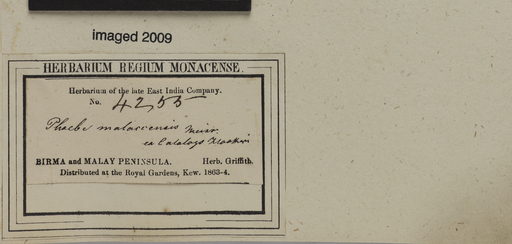 imaged 2009
HERBARIUM REGIUM MONACENSE.
Herbarium of the late East India Company.
No. 4255
Phoebe malaccensis Meisn.
ex Catalogo Hookeri
BIRMA and MALAY PENINSULA. Herb. Griffith.
Distributed at the Royal Gardens, Kew. 1863-4.